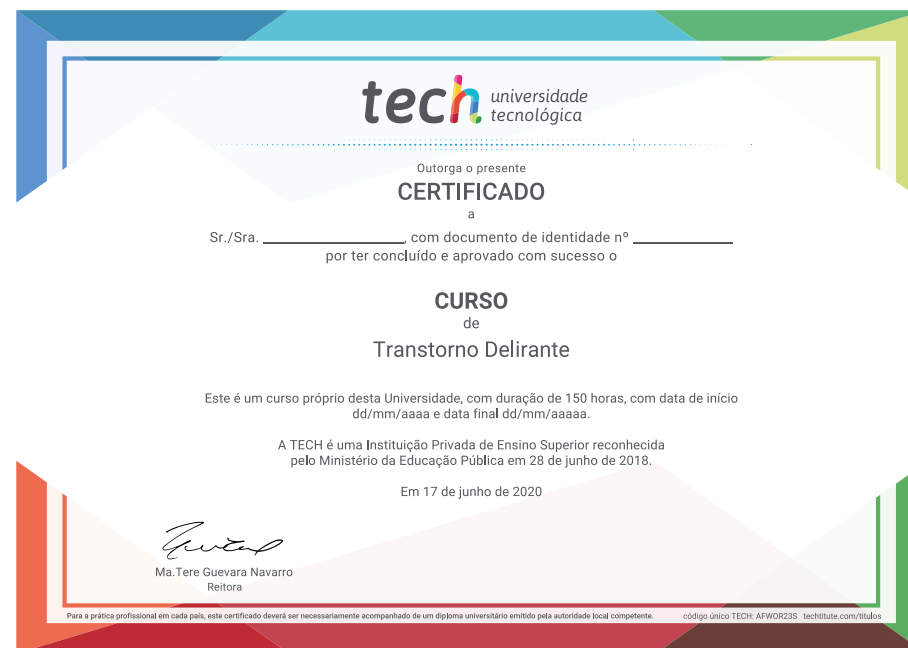 tech universidade
tecnológica
Outorga o presente
CERTIFICADO
a
Sr./Sra. ____________________, com documento de identidade nº ______________
por ter concluído e aprovado com sucesso o
CURSO
de
Transtorno Delirante
Este é um curso próprio desta Universidade, com duração de 150 horas, com data de início
dd/mm/aaaa e data final dd/mm/aaaaa.
A TECH é uma Instituição Privada de Ensino Superior reconhecida
pelo Ministério da Educação Pública em 28 de junho de 2018.
Em 17 de junho de 2020
Ma.Tere Guevara Navarro
Reitora
Para a prática profissional em cada país, este certificado deverá ser necessariamente acompanhado de um diploma universitário emitido pela autoridade local competente. código único TECH: AFWOR23S techtitute.com/titulos